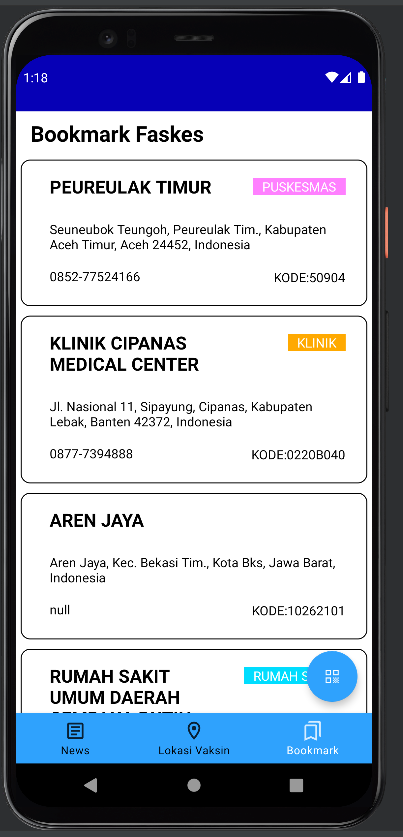 1:18
Bookmark Faskes
PEUREULAK TIMUR
PUSKESMAS
Seuneubok Teungoh, Peureulak Tim., Kabupaten
Aceh Timur, Aceh 24452, Indonesia
0852-77524166
KODE:50904
KLINIK CIPANAS
MEDICAL CENTER
KLINIK
Jl. Nasional 11, Sipayung, Cipanas, Kabupaten
Lebak, Banten 42372, Indonesia
0877-7394888
KODE:0220B040
AREN JAYA
Aren Jaya, Kec. Bekasi Tim., Kota Bks, Jawa Barat,
Indonesia
null
KODE:10262101
RUMAH SAKIT
UMUM DAERAH
RUMAH S
News
Lokasi Vaksin
Bookmark